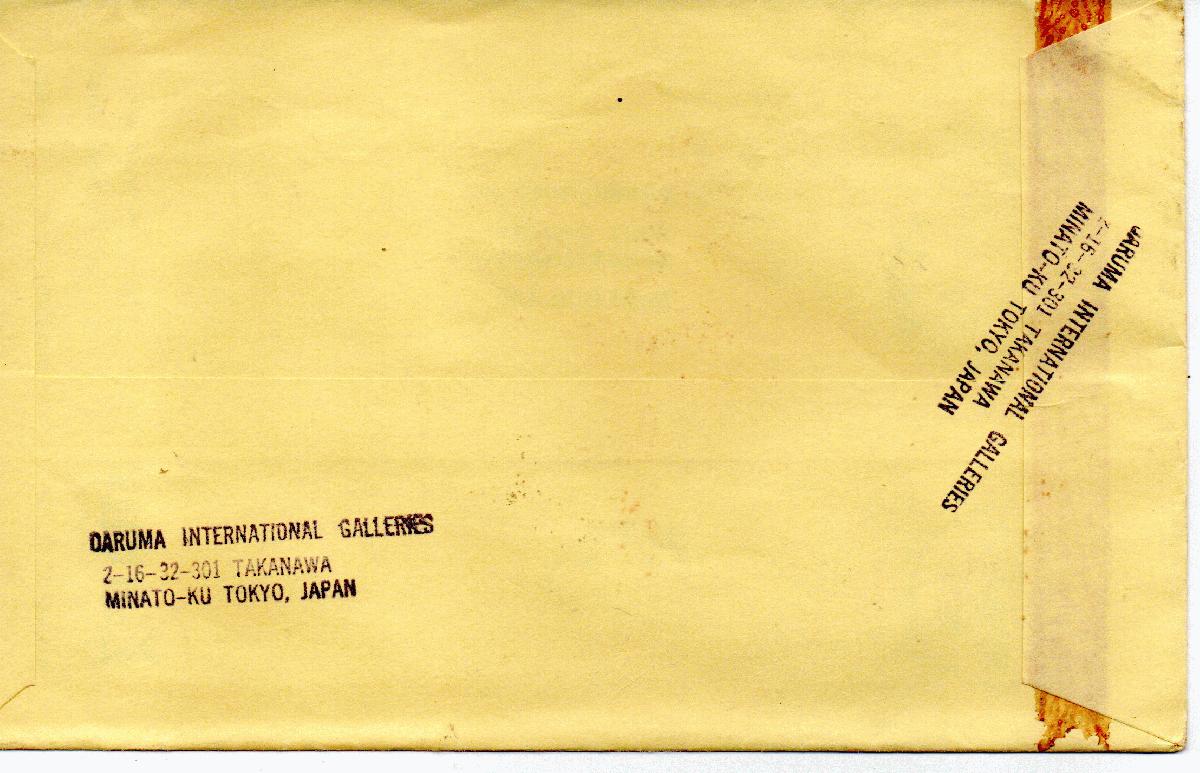 DARUMA INTERNATIONAL GALLERIES
2-16-32-301 TAKANAWA
MINATO-KU TOKYO, JAPAN
DARUMA INTERNATIONAL GALLERIES
2-16-32-301 TAKANAWA
MINATO-KU TOKYO, JAPAN